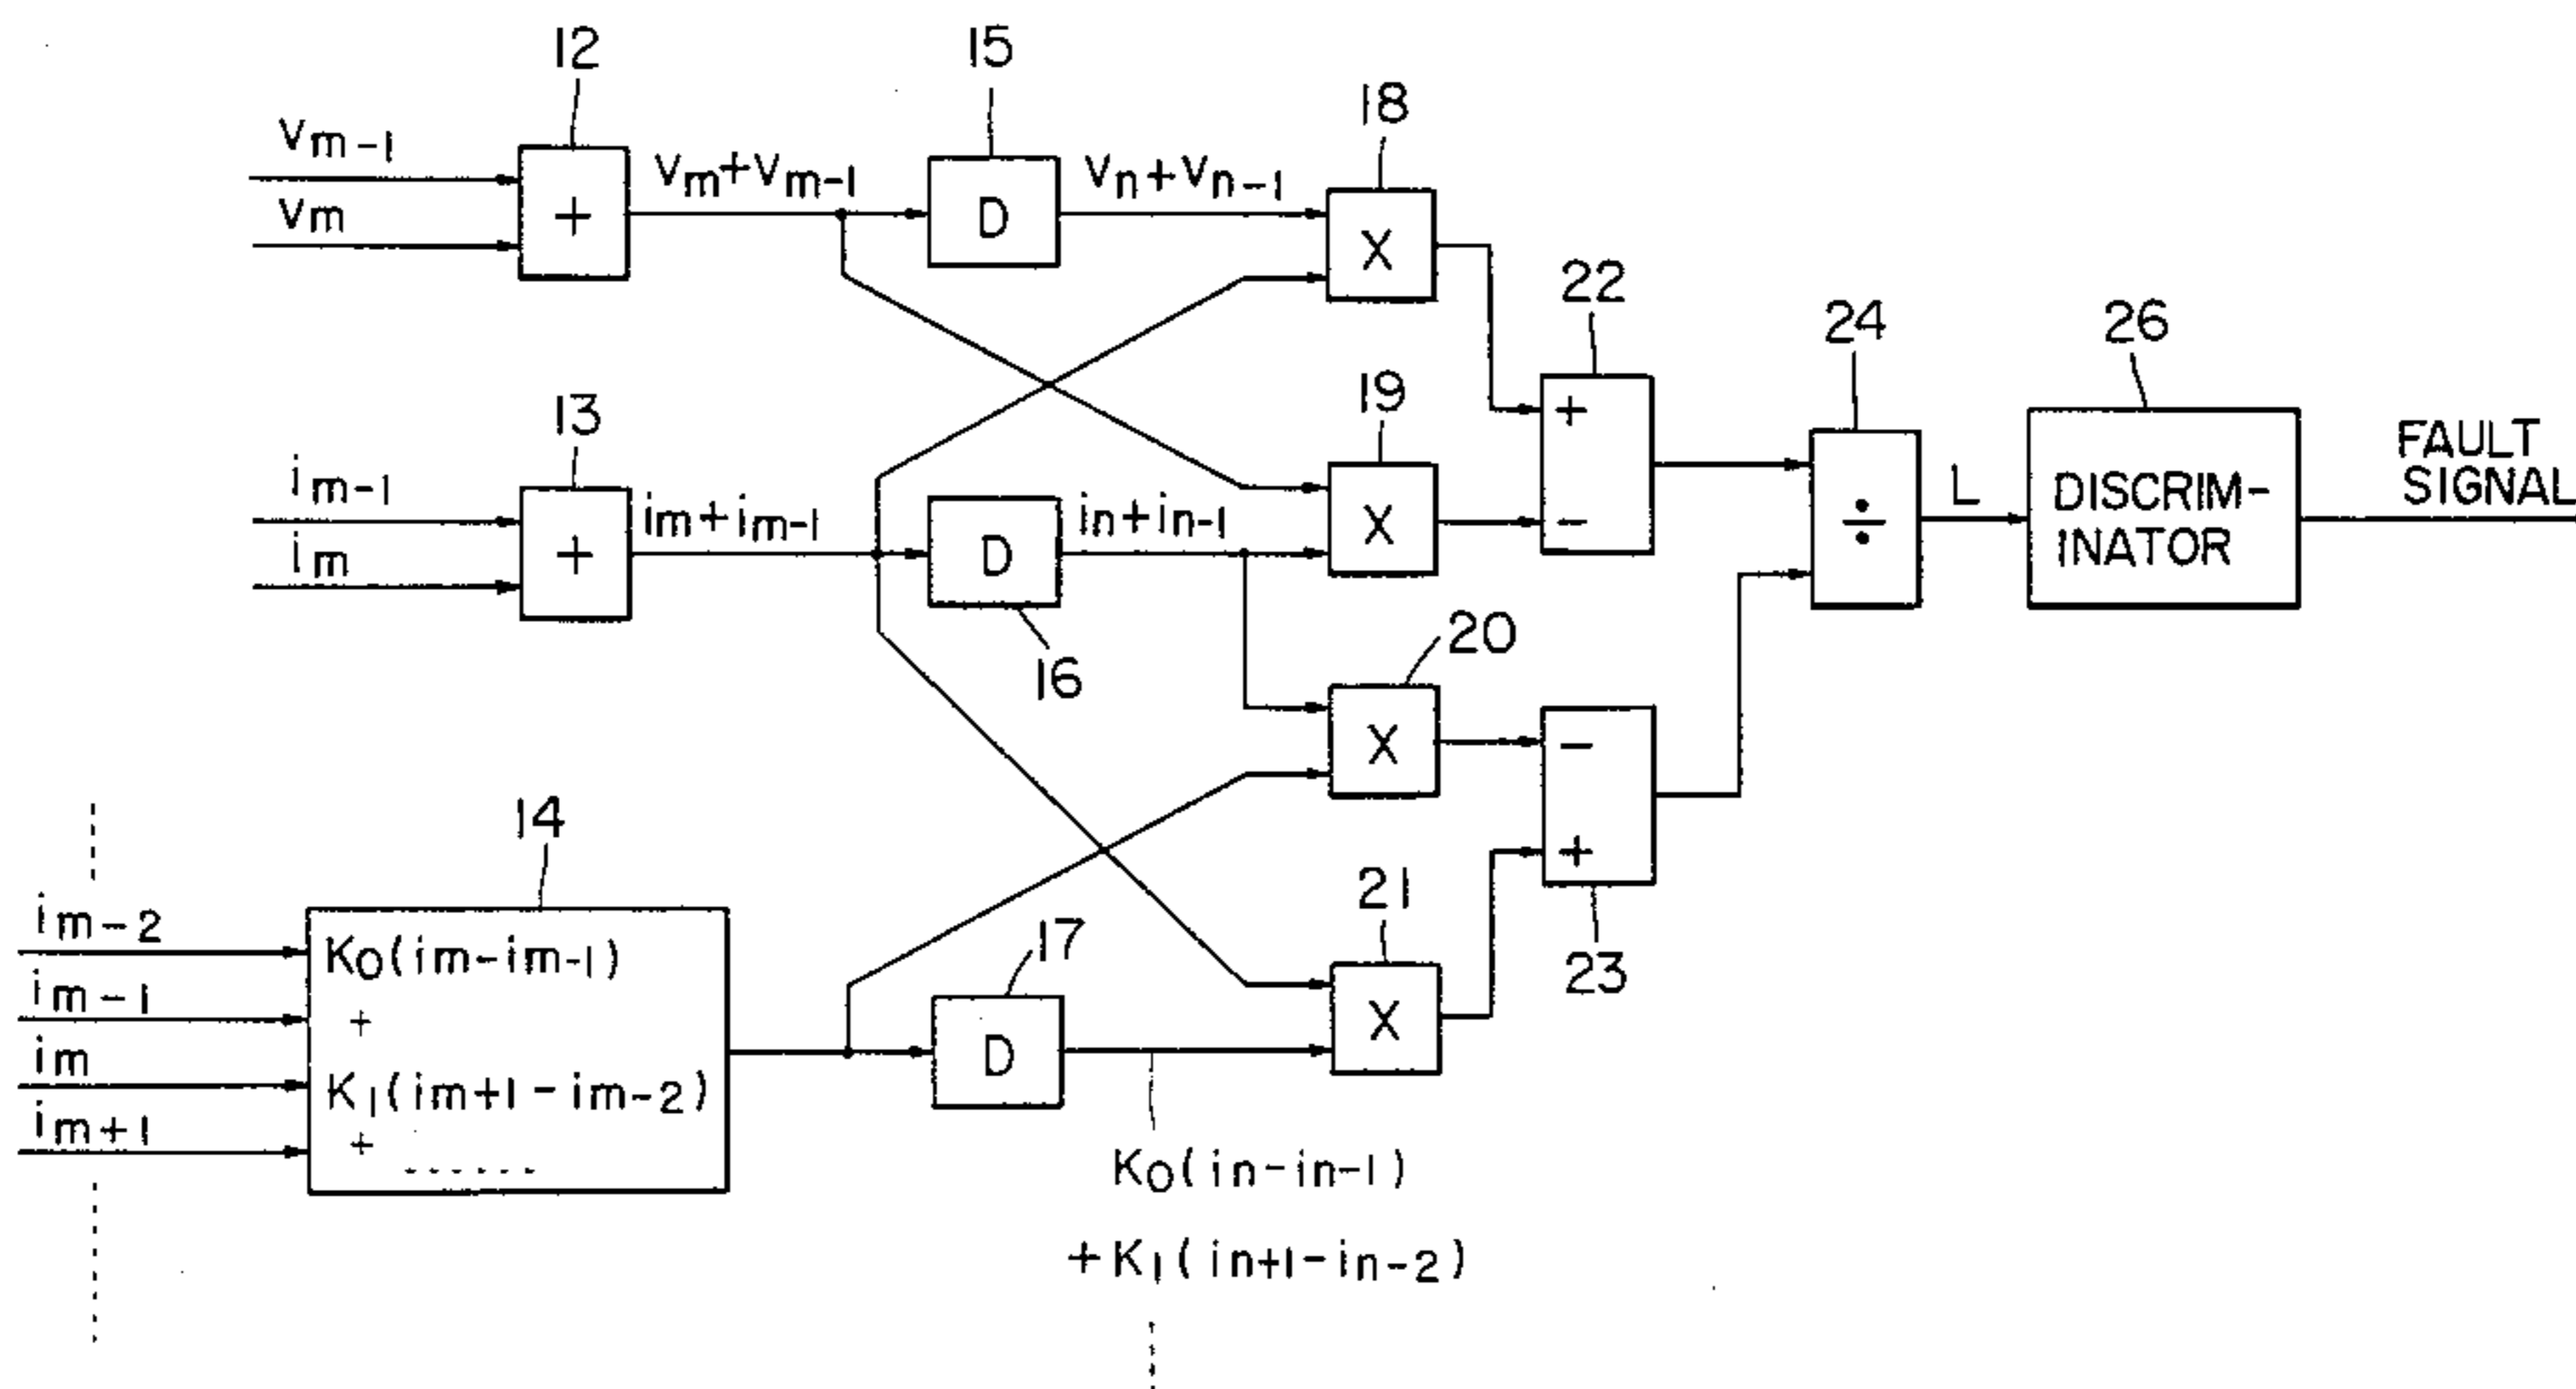 12
15
18
Vm-1
Vm+Vm-1
Vn+Vn-1
Vm
+
D
X
22
24
26
13
19
+
im-1
im+im-1
in+in-1
-
÷
L
DISCRIM-
INATOR
FAULT
SIGNAL
im
+
D
X
16
20
X
-
+
14
21
23
im-2
K0(im-im-1)
17
im-1
+
X
im
K1(im+1-im-2)
D
im+1
+
......
K0(in-in-1)
+K1(in+1-in-2)